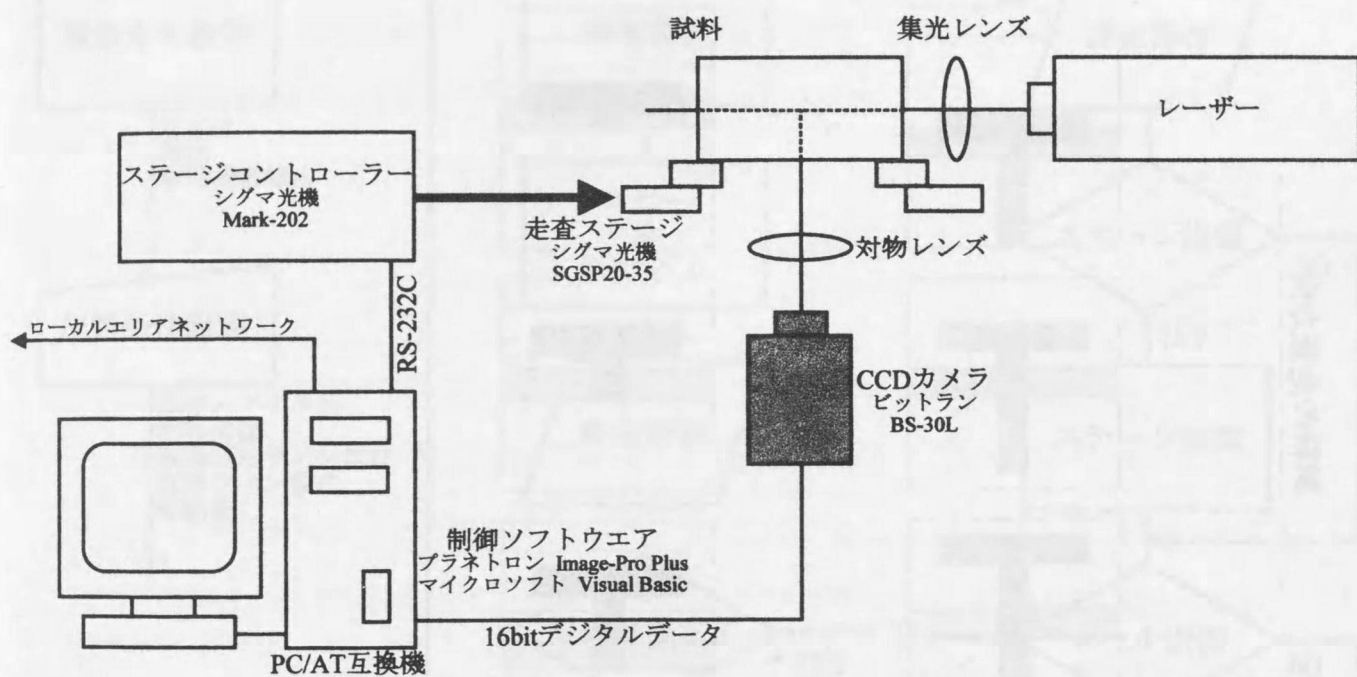 試料
集光レンズ
レーザー
ステージコントローラー
シグマ光機
Mark-202
走査ステージ
シグマ光機
SGSP20-35
対物レンズ
RS-232C
ローカルエリアネットワーク
CCDカメラ
ビットラン
BS-30L
制御ソフトウエア
プラネトロン Image-Pro Plus
マイクロソフト Visual Basic
16bitデジタルデータ
PC/AT互換機